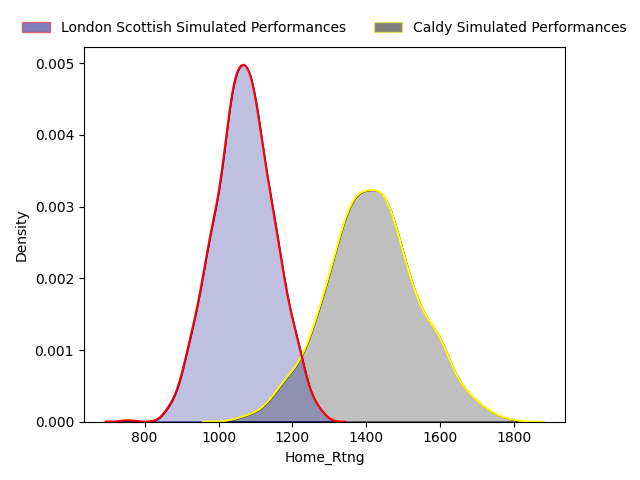 London Scottish Simulated Performances
Caldy Simulated Performances
0.005
0.004
0.003
0.002
0.001
0.000
Density
800 1000 1200 1400 1600 1800
Home_Rtng